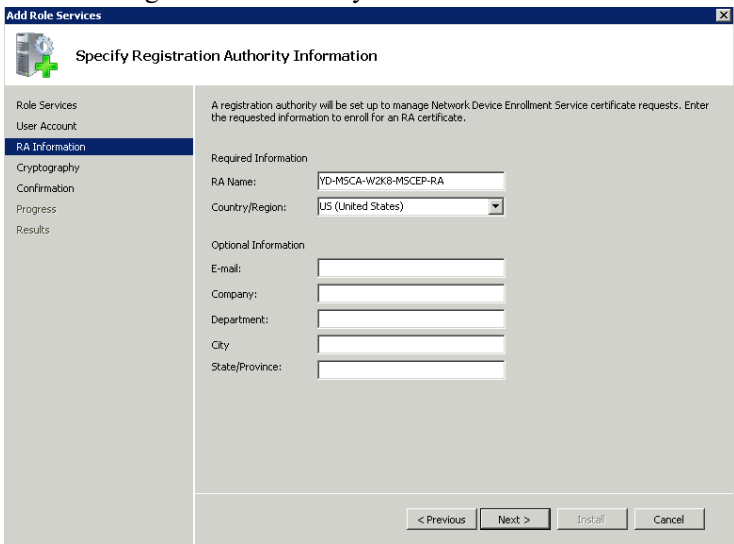 Add Role Services
Specify Registration Authority Information
Role Services
User Account
RA Information
Cryptography
Confirmation
Progress
Results
A registration authority will be set up to manage Network Device Enrollment Service certificate requests. Enter
the requested information to enroll for an RA certificate.
Required Information
RA Name: YD-MSCA-W2K8-MSCEP-RA
Country/Region: US (United States)
Optional Information
E-mail:
Company:
Department:
City
State/Province:
< Previous Next > Install Cancel